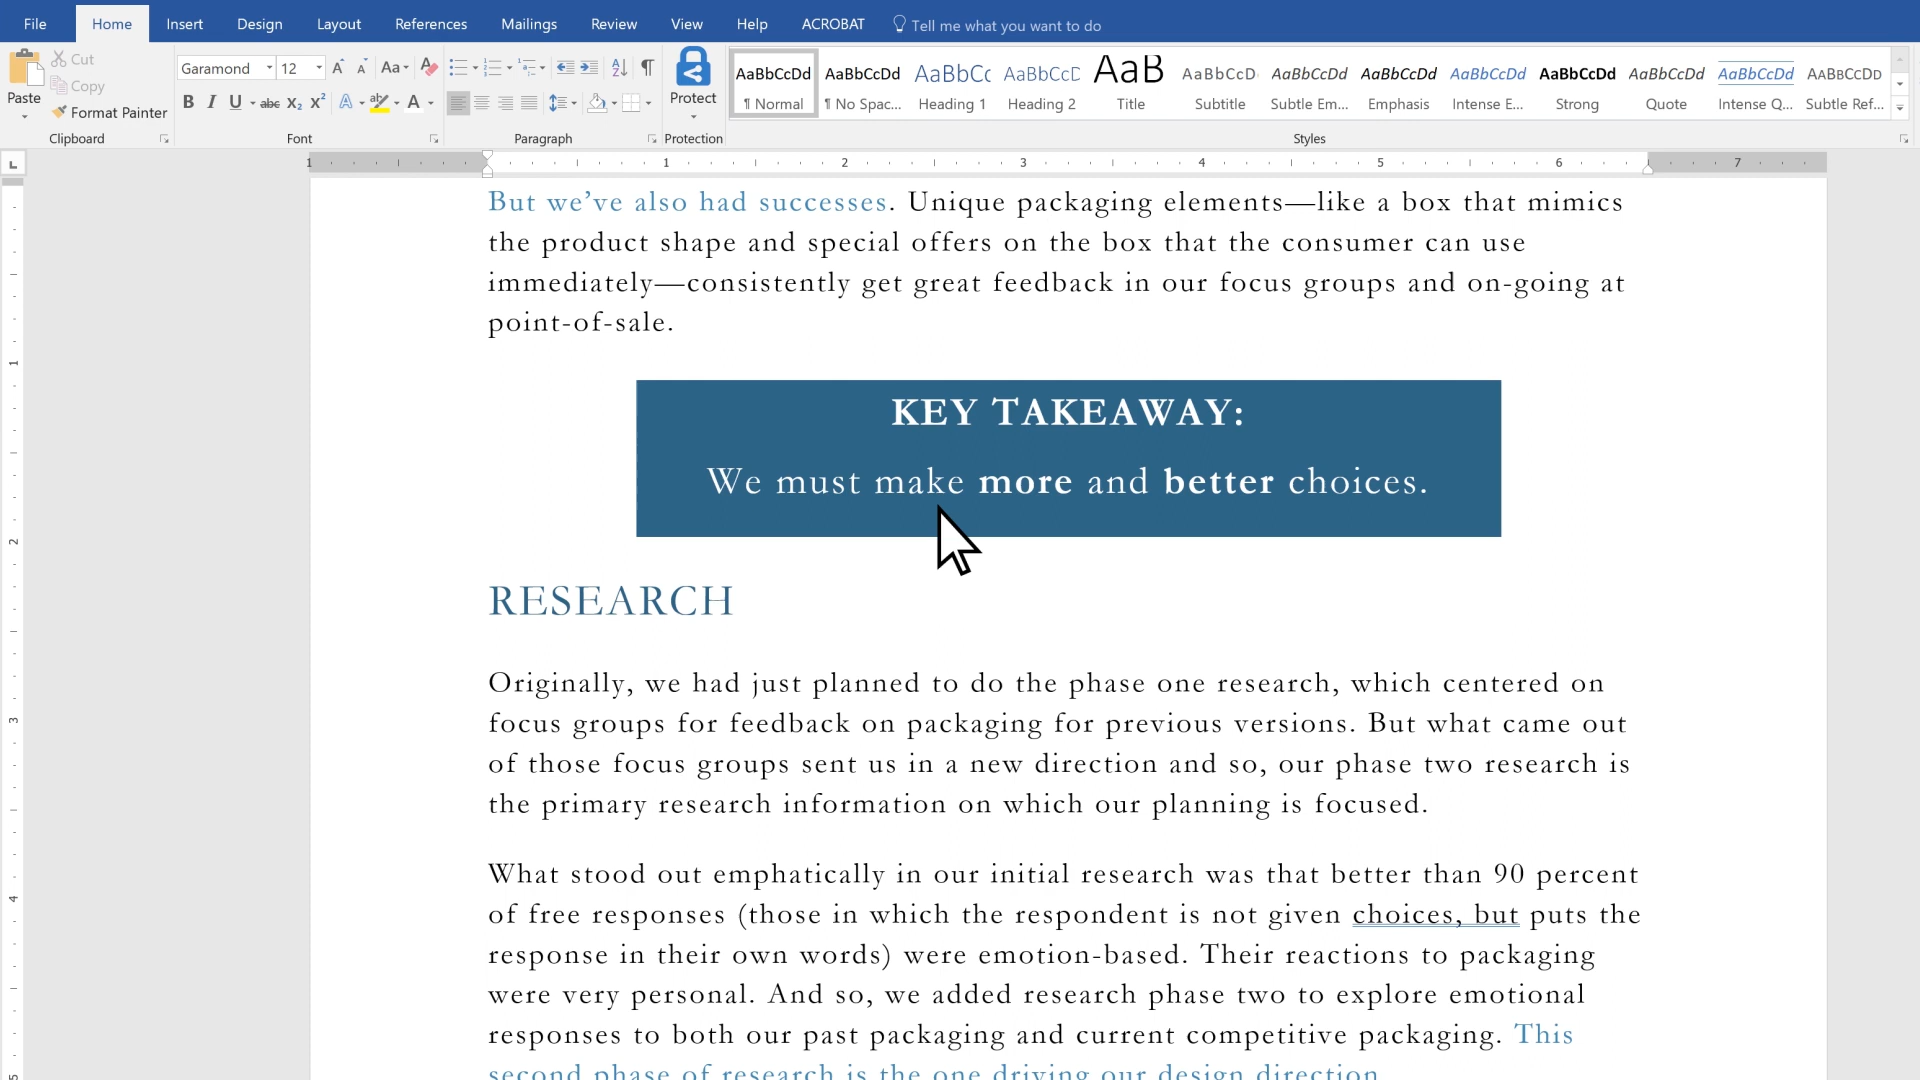 File Home Insert Design Layout References Mailings Review View Help ACROBAT Tell me what you want to do
Paste
Cut
Copy
Format Painter
Clipboard
Garamond 12
Font
Paragraph
Protect
Protection
AaBbCcDd AaBbCcDd AaBbCc AaBbCcD AaB AaBbCcD AaBbCcDd AaBbCcDd AaBbCcDd AaBbCcDd AaBbCcDd AaBbCcDd AaBbCcDd
¶ Normal ¶ No Spac... Heading 1 Heading 2 Title Subtitle Subtle Em... Emphasis Intense E... Strong Quote Intense Q... Subtle Ref...
Styles
1 1 2 3 4 5 6 7
But we’ve also had successes. Unique packaging elements—like a box that mimics
the product shape and special offers on the box that the consumer can use
immediately—consistently get great feedback in our focus groups and on-going at
point-of-sale.
KEY TAKEAWAY:
We must make more and better choices.
RESEARCH
Originally, we had just planned to do the phase one research, which centered on
focus groups for feedback on packaging for previous versions. But what came out
of those focus groups sent us in a new direction and so, our phase two research is
the primary research information on which our planning is focused.
What stood out emphatically in our initial research was that better than 90 percent
of free responses (those in which the respondent is not given choices, but puts the
response in their own words) were emotion-based. Their reactions to packaging
were very personal. And so, we added research phase two to explore emotional
responses to both our past packaging and current competitive packaging. This
second phase of research is the one driving our design direction.